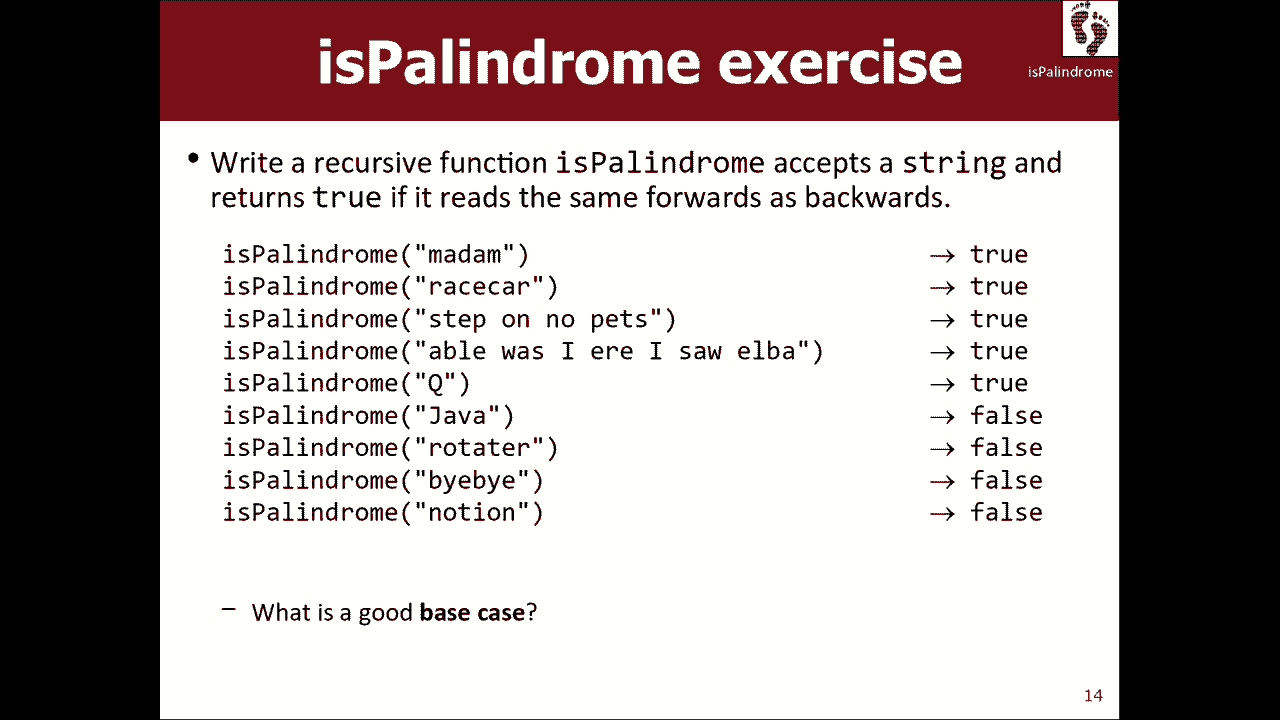 isPalindrome exercise
isPalindrome
• Write a recursive function isPalindrome accepts a string and
returns true if it reads the same forwards as backwards.
isPalindrome("madam") → true
isPalindrome("racecar") → true
isPalindrome("step on no pets") → true
isPalindrome("able was I ere I saw elba") → true
isPalindrome("Q") → true
isPalindrome("Java") → false
isPalindrome("rotater") → false
isPalindrome("byebye") → false
isPalindrome("notion") → false
– What is a good base case?
14